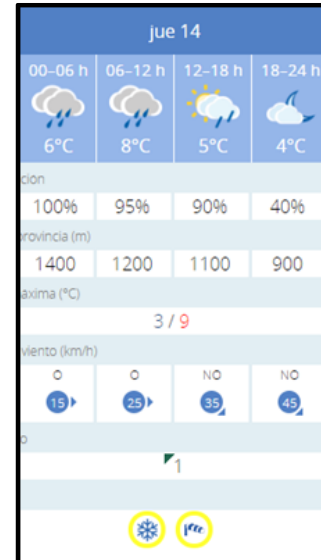 jue 14
00–06 h 06–12 h 12–18 h 18–24 h
6°C 8°C 5°C 4°C
ción
100% 95% 90% 40%
provincia (m)
1400 1200 1100 900
axima (°C)
3 / 9
viento (km/h)
O O NO NO
15 25 35 45
o
1